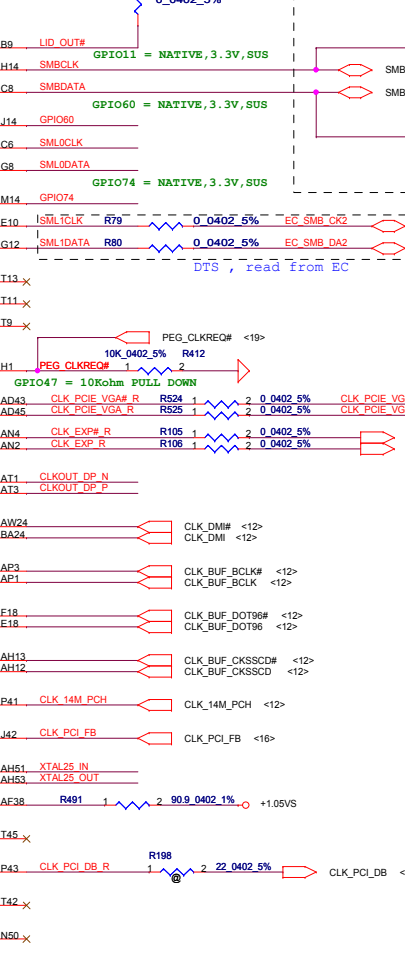 0_0402_5%
B9 LID_OUT#
GPIO11 = NATIVE,3.3V,SUS
H14 SMBCLK SMB
C8 SMBDATA SMB
GPIO60 = NATIVE,3.3V,SUS
J14 GPIO60
C6 SML0CLK
G8 SML0DATA
GPIO74 = NATIVE,3.3V,SUS
M14 GPIO74
E10 SML1CLK R79 0_0402_5% EC_SMB_CK2
G12 SML1DATA R80 0_0402_5% EC_SMB_DA2
DTS , read from EC
T13
T11
T9
PEG_CLKREQ# <19>
10K_0402_5% R412
H1 PEG_CLKREQ# 1 2
GPIO47 = 10Kohm PULL DOWN
AD43 CLK_PCIE_VGA#_R R524 1 2 0_0402_5% CLK_PCIE_VG
AD45 CLK_PCIE_VGA_R R525 1 2 0_0402_5% CLK_PCIE_VG
AN4 CLK_EXP#_R R105 1 2 0_0402_5%
AN2 CLK_EXP_R R106 1 2 0_0402_5%
AT1 CLKOUT_DP_N
AT3 CLKOUT_DP_P
AW24 CLK_DMI# <12>
BA24 CLK_DMI <12>
AP3 CLK_BUF_BCLK# <12>
AP1 CLK_BUF_BCLK <12>
F18 CLK_BUF_DOT96# <12>
E18 CLK_BUF_DOT96 <12>
AH13 CLK_BUF_CKSSCD# <12>
AH12 CLK_BUF_CKSSCD <12>
P41 CLK_14M_PCH CLK_14M_PCH <12>
J42 CLK_PCI_FB CLK_PCI_FB <16>
AH51 XTAL25_IN
AH53 XTAL25_OUT
AF38 R491 1 2 90.9_0402_1% +1.05VS
T45
R198
P43 CLK_PCI_DB_R 1 2 22_0402_5% CLK_PCI_DB <
@
T42
N50